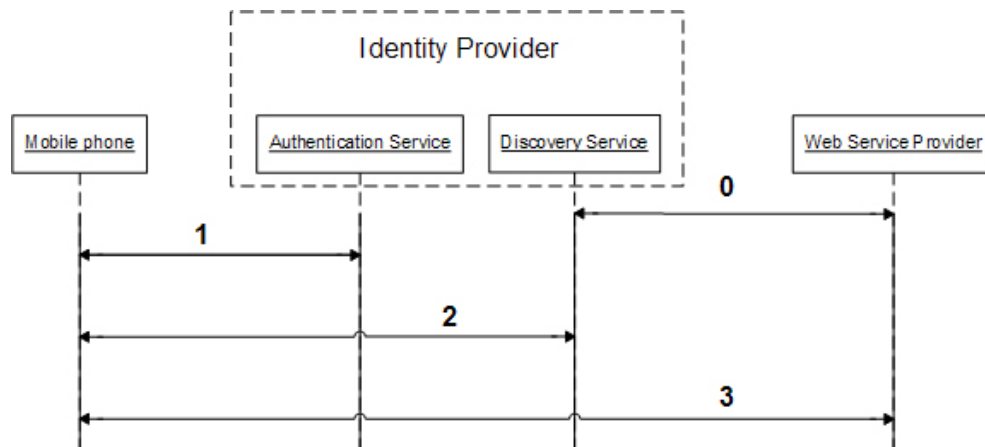 Identity Provider
Mobile phone
Authentication Service
Discovery Service
Web Service Provider
0
1
2
3